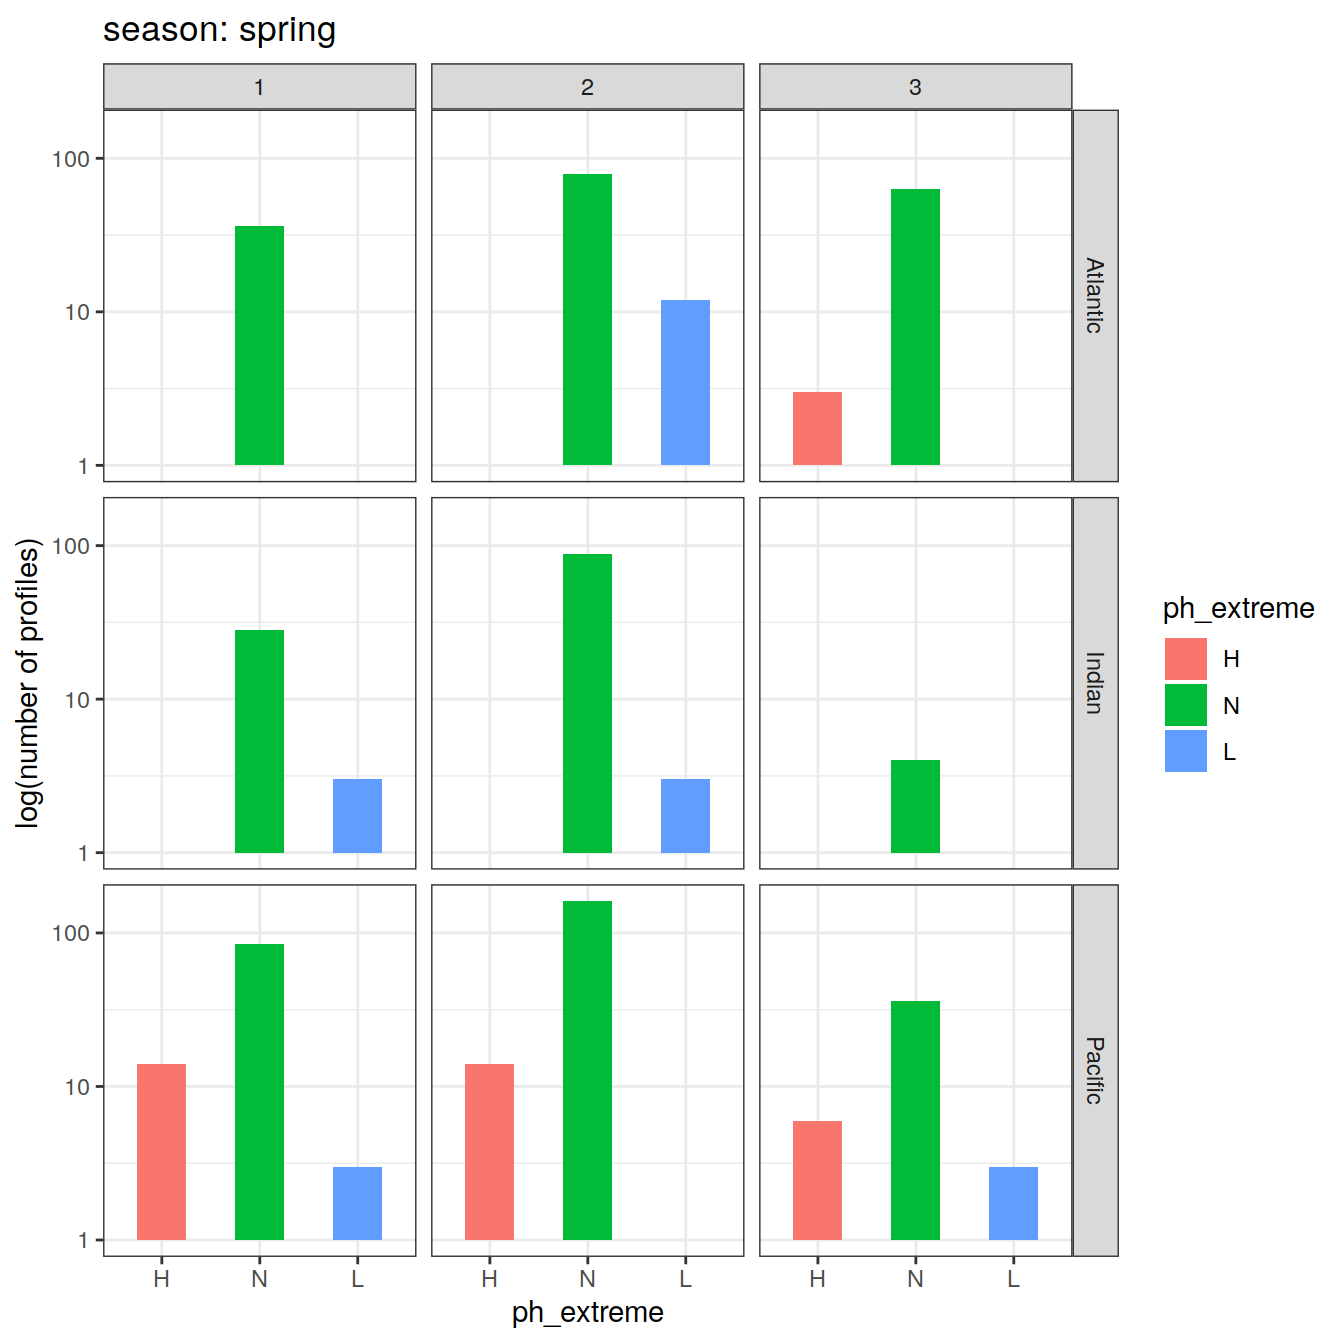 season: spring
1
2
3
100
10
1
Atlantic
log(number of profiles)
100
10
1
Indian
ph_extreme
H
N
L
100
10
1
Pacific
H
N
L
H
N
L
H
N
L
ph_extreme